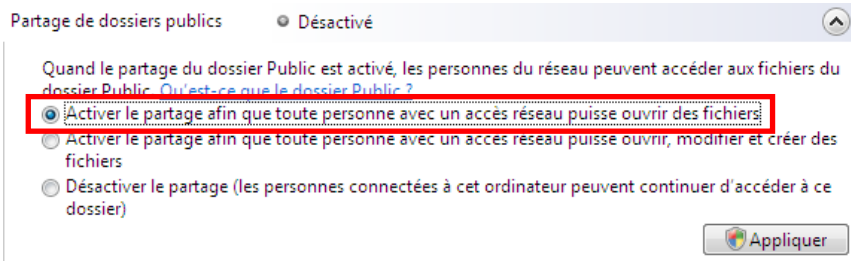 Partage de dossiers publics Désactivé
Quand le partage du dossier Public est activé, les personnes du réseau peuvent accéder aux fichiers du
dossier Public. Qu'est-ce que le dossier Public ?
Activer le partage afin que toute personne avec un accès réseau puisse ouvrir des fichiers
Activer le partage afin que toute personne avec un accès réseau puisse ouvrir, modifier et créer des
fichiers
Désactiver le partage (les personnes connectées à cet ordinateur peuvent continuer d'accéder à ce
dossier)
Appliquer